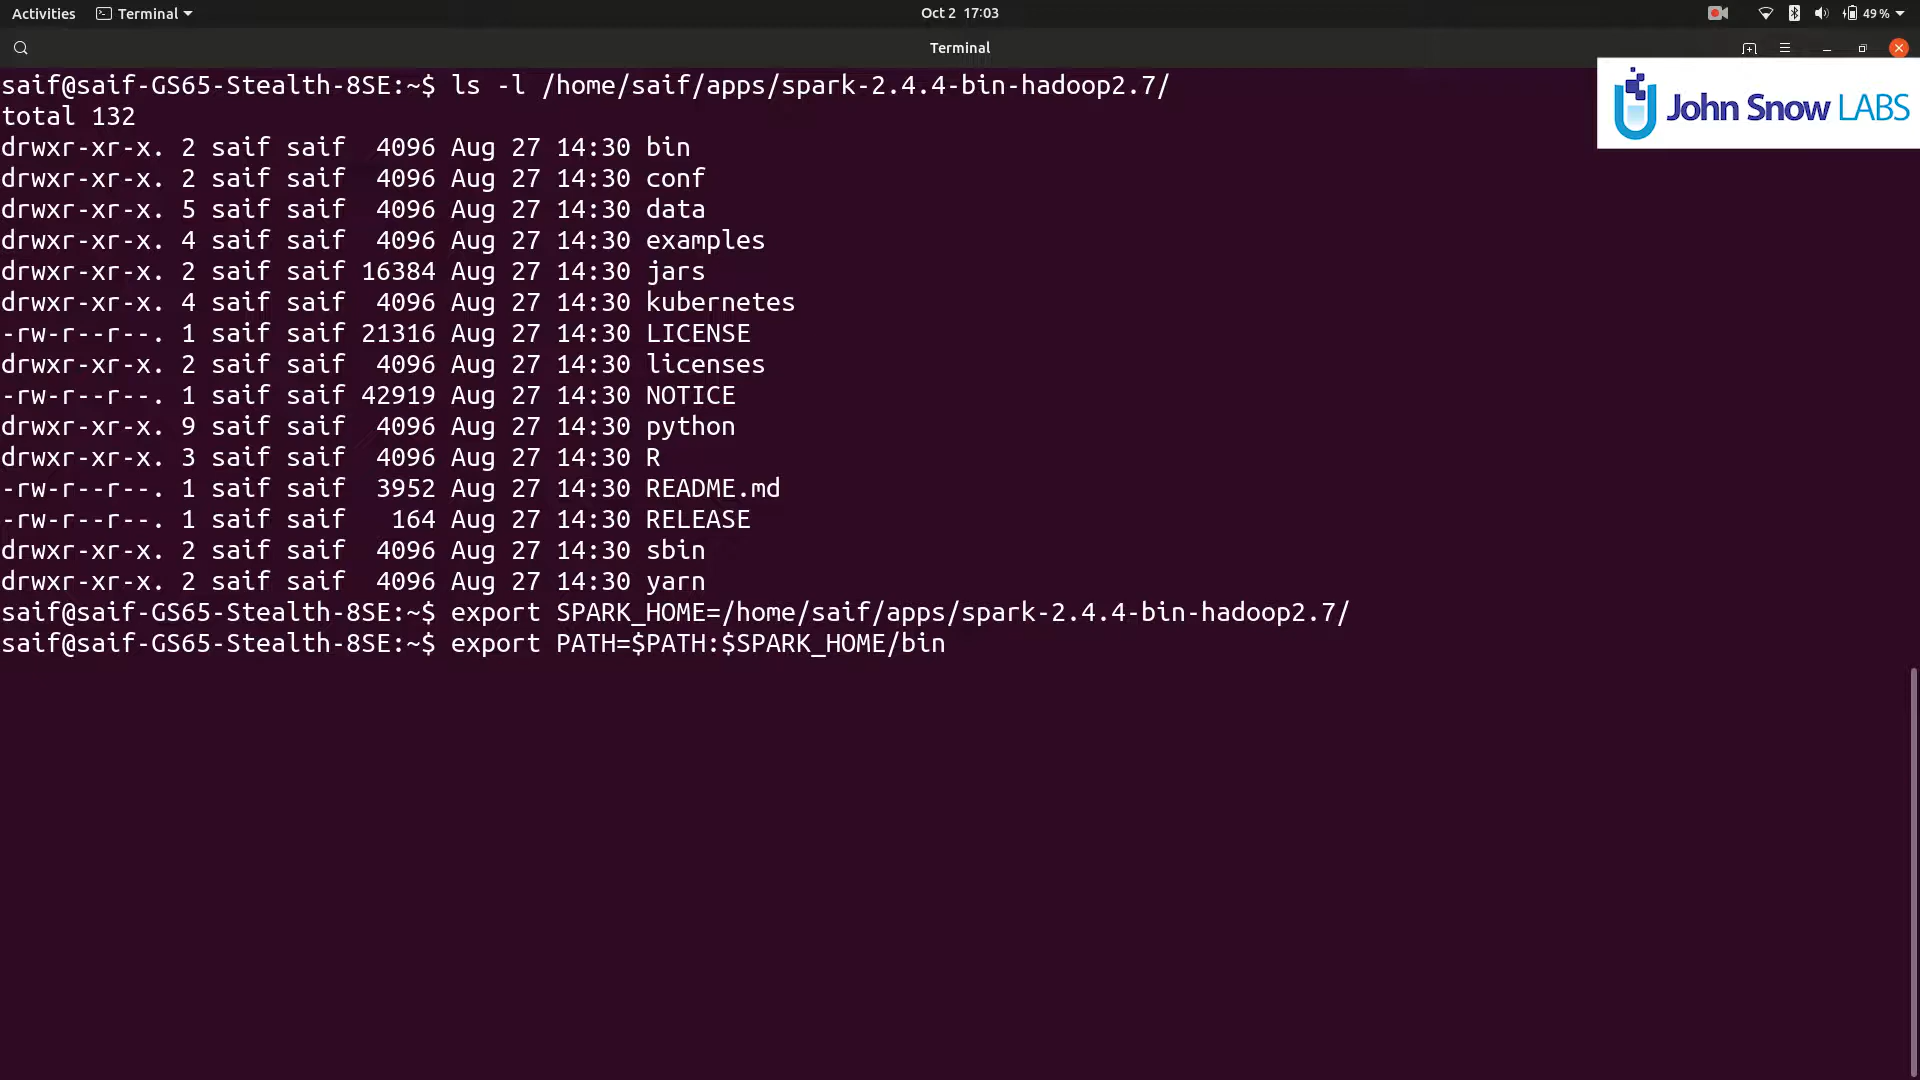 Activities Terminal Oct 2 17:03 49 %
Terminal
John Snow LABS
saif@saif-GS65-Stealth-8SE:~$ ls -l /home/saif/apps/spark-2.4.4-bin-hadoop2.7/
total 132
drwxr-xr-x. 2 saif saif  4096 Aug 27 14:30 bin
drwxr-xr-x. 2 saif saif  4096 Aug 27 14:30 conf
drwxr-xr-x. 5 saif saif  4096 Aug 27 14:30 data
drwxr-xr-x. 4 saif saif  4096 Aug 27 14:30 examples
drwxr-xr-x. 2 saif saif 16384 Aug 27 14:30 jars
drwxr-xr-x. 4 saif saif  4096 Aug 27 14:30 kubernetes
-rw-r--r--. 1 saif saif 21316 Aug 27 14:30 LICENSE
drwxr-xr-x. 2 saif saif  4096 Aug 27 14:30 licenses
-rw-r--r--. 1 saif saif 42919 Aug 27 14:30 NOTICE
drwxr-xr-x. 9 saif saif  4096 Aug 27 14:30 python
drwxr-xr-x. 3 saif saif  4096 Aug 27 14:30 R
-rw-r--r--. 1 saif saif  3952 Aug 27 14:30 README.md
-rw-r--r--. 1 saif saif   164 Aug 27 14:30 RELEASE
drwxr-xr-x. 2 saif saif  4096 Aug 27 14:30 sbin
drwxr-xr-x. 2 saif saif  4096 Aug 27 14:30 yarn
saif@saif-GS65-Stealth-8SE:~$ export SPARK_HOME=/home/saif/apps/spark-2.4.4-bin-hadoop2.7/
saif@saif-GS65-Stealth-8SE:~$ export PATH=$PATH:$SPARK_HOME/bin